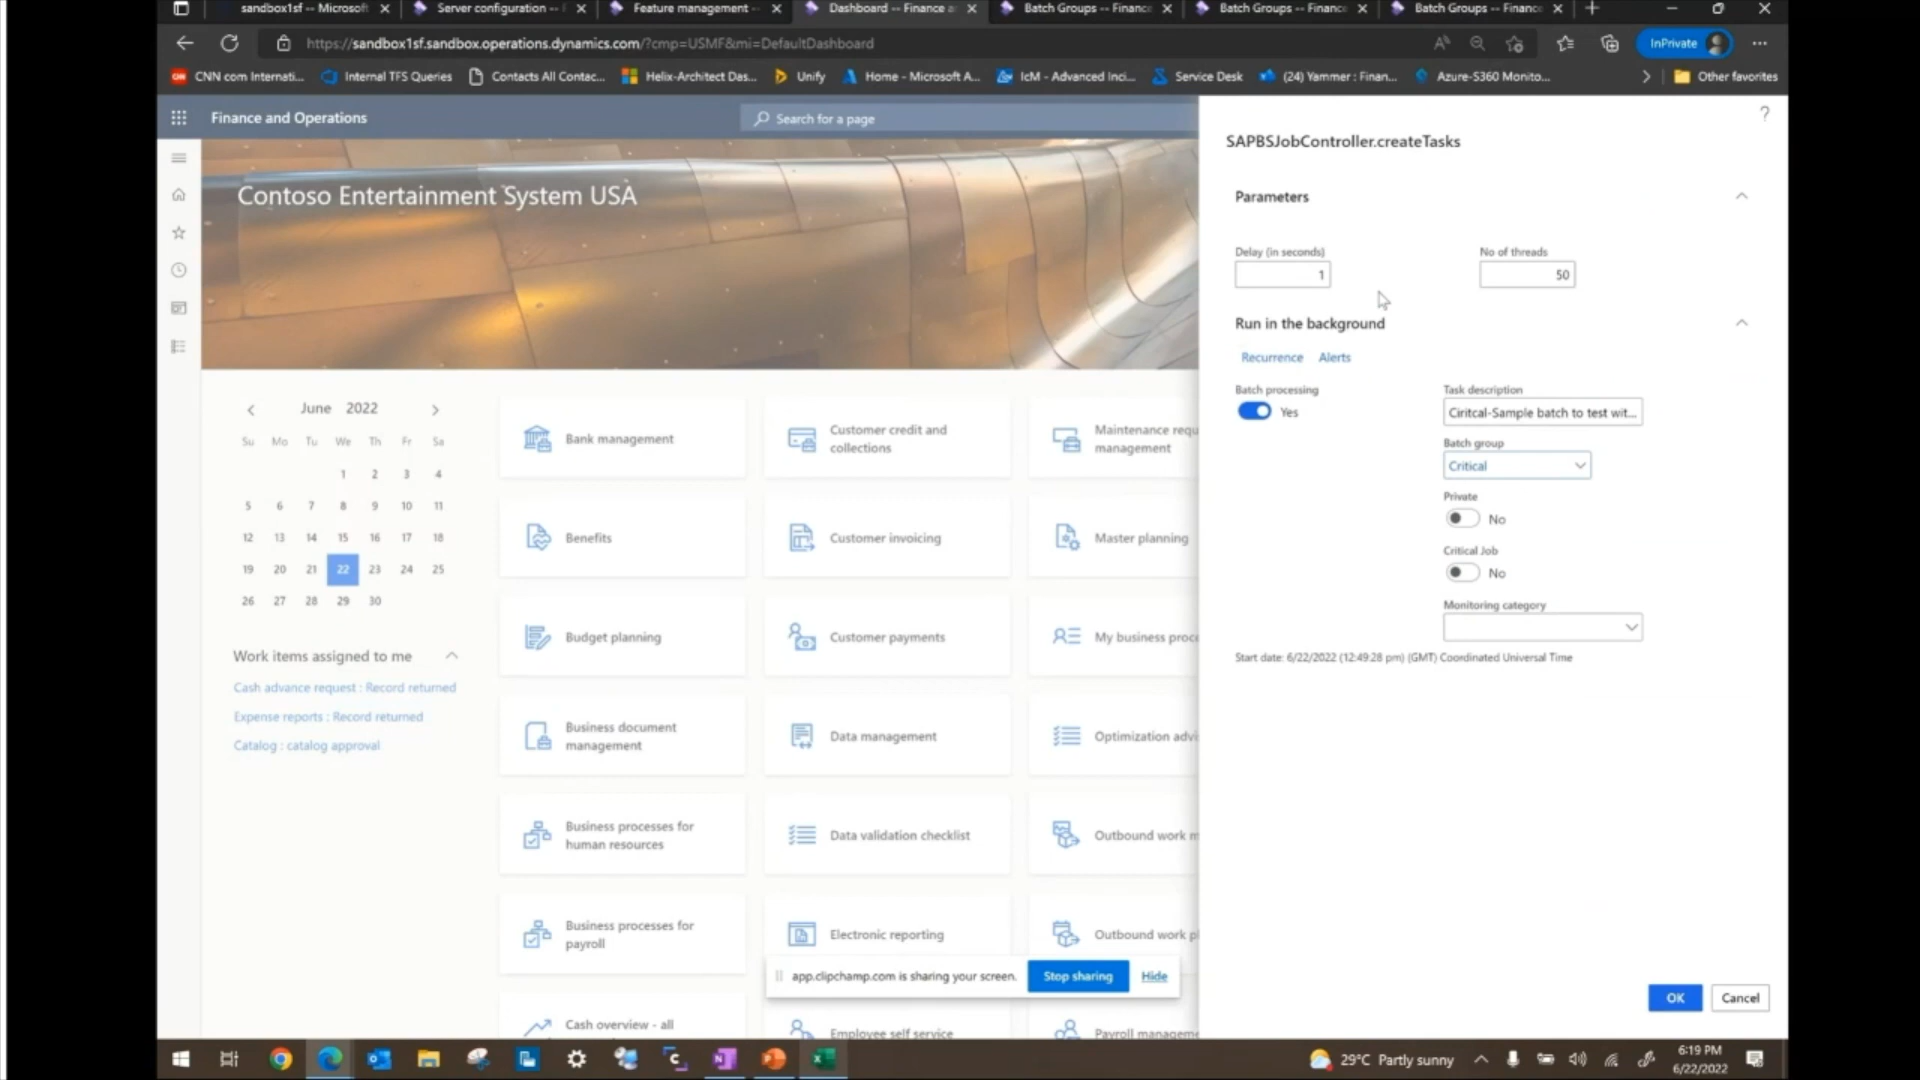 sandbox1sf -- Microsoft
Server configuration --
Feature management --
Dashboard -- Finance a
Batch Groups -- Finance
Batch Groups -- Finance
Batch Groups -- Finance
https://sandbox1sf.sandbox.operations.dynamics.com/?cmp=USMF&mi=DefaultDashboard
InPrivate
CNN com Internati...
Internal TFS Queries
Contacts All Contac...
Helix-Architect Das...
Unify
Home - Microsoft A...
IcM - Advanced Inci...
Service Desk
(24) Yammer : Finan...
Azure-S360 Monito...
Other favorites
Finance and Operations
Search for a page
?
SAPBSJobController.createTasks
Contoso Entertainment System USA
Parameters
Delay (in seconds)
No of threads
1
50
Run in the background
Recurrence
Alerts
Batch processing
Yes
Task description
Ciritcal-Sample batch to test wit...
Batch group
Critical
Private
No
Critical Job
No
Monitoring category
Start date: 6/22/2022 (12:49:28 pm) (GMT) Coordinated Universal Time
OK
Cancel
June 2022
Su Mo Tu We Th Fr Sa
1 2 3 4
5 6 7 8 9 10 11
12 13 14 15 16 17 18
19 20 21 22 23 24 25
26 27 28 29 30
Work items assigned to me
Cash advance request : Record returned
Expense reports : Record returned
Catalog : catalog approval
Bank management
Customer credit and
collections
Maintenance requ
management
Benefits
Customer invoicing
Master planning
Budget planning
Customer payments
My business proce
Business document
management
Data management
Optimization advi
Business processes for
human resources
Data validation checklist
Outbound work m
Business processes for
payroll
Electronic reporting
Outbound work pl
Cash overview - all
Employee self service
Payroll manageme
app.clipchamp.com is sharing your screen.
Stop sharing
Hide
29°C Partly sunny
6:19 PM
6/22/2022